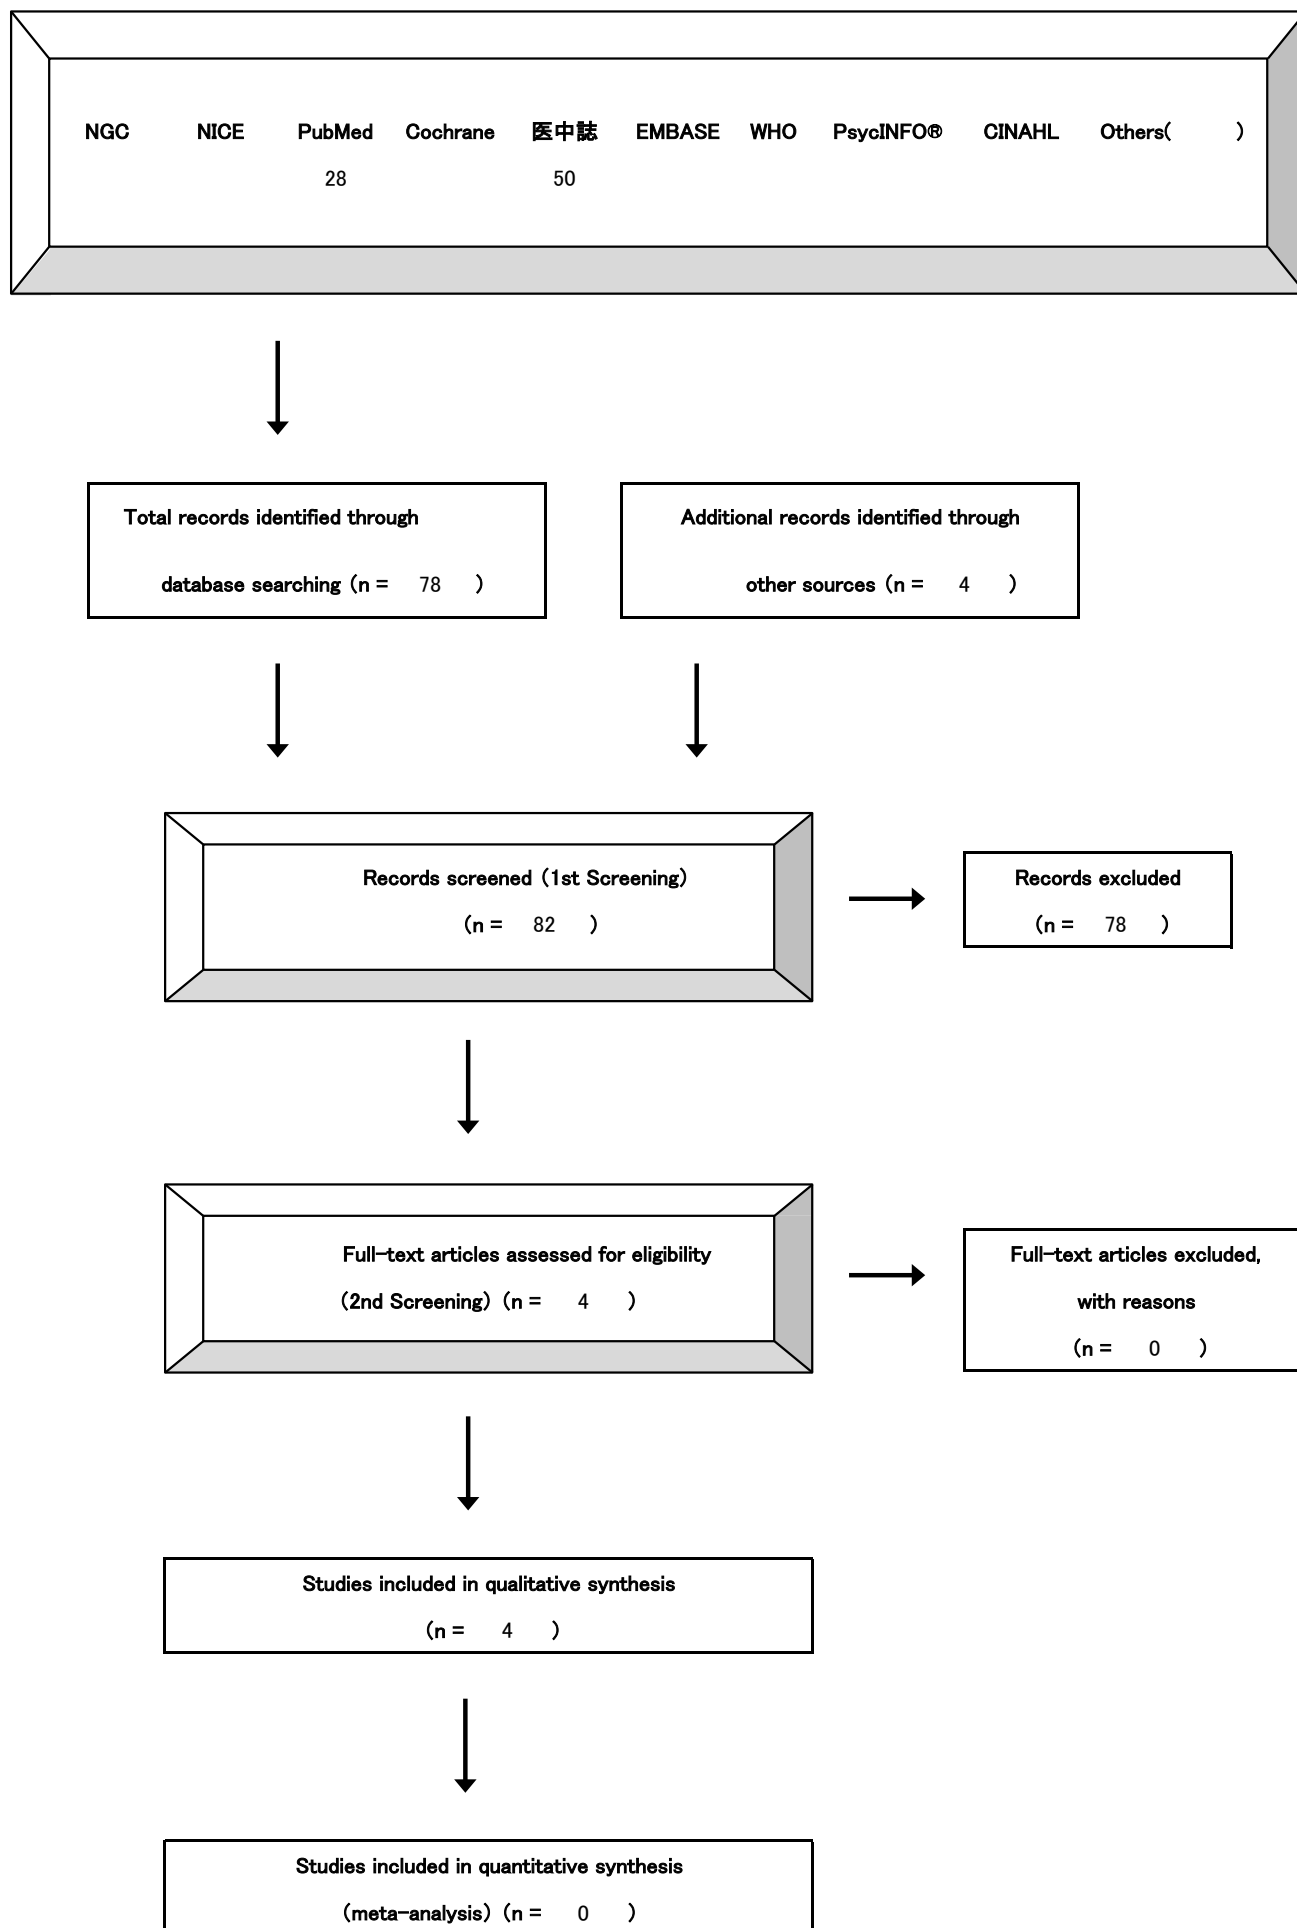 NGC NICE PubMed Cochrane 医中誌 EMBASE WHO PsycINFO® CINAHL Others( )
28 50
Total records identified through
database searching (n = 78 )
Additional records identified through
other sources (n = 4 )
Records screened (1st Screening)
(n = 82 )
Records excluded
(n = 78 )
Full-text articles assessed for eligibility
(2nd Screening) (n = 4 )
Full-text articles excluded,
with reasons
(n = 0 )
Studies included in qualitative synthesis
(n = 4 )
Studies included in quantitative synthesis
(meta-analysis) (n = 0 )